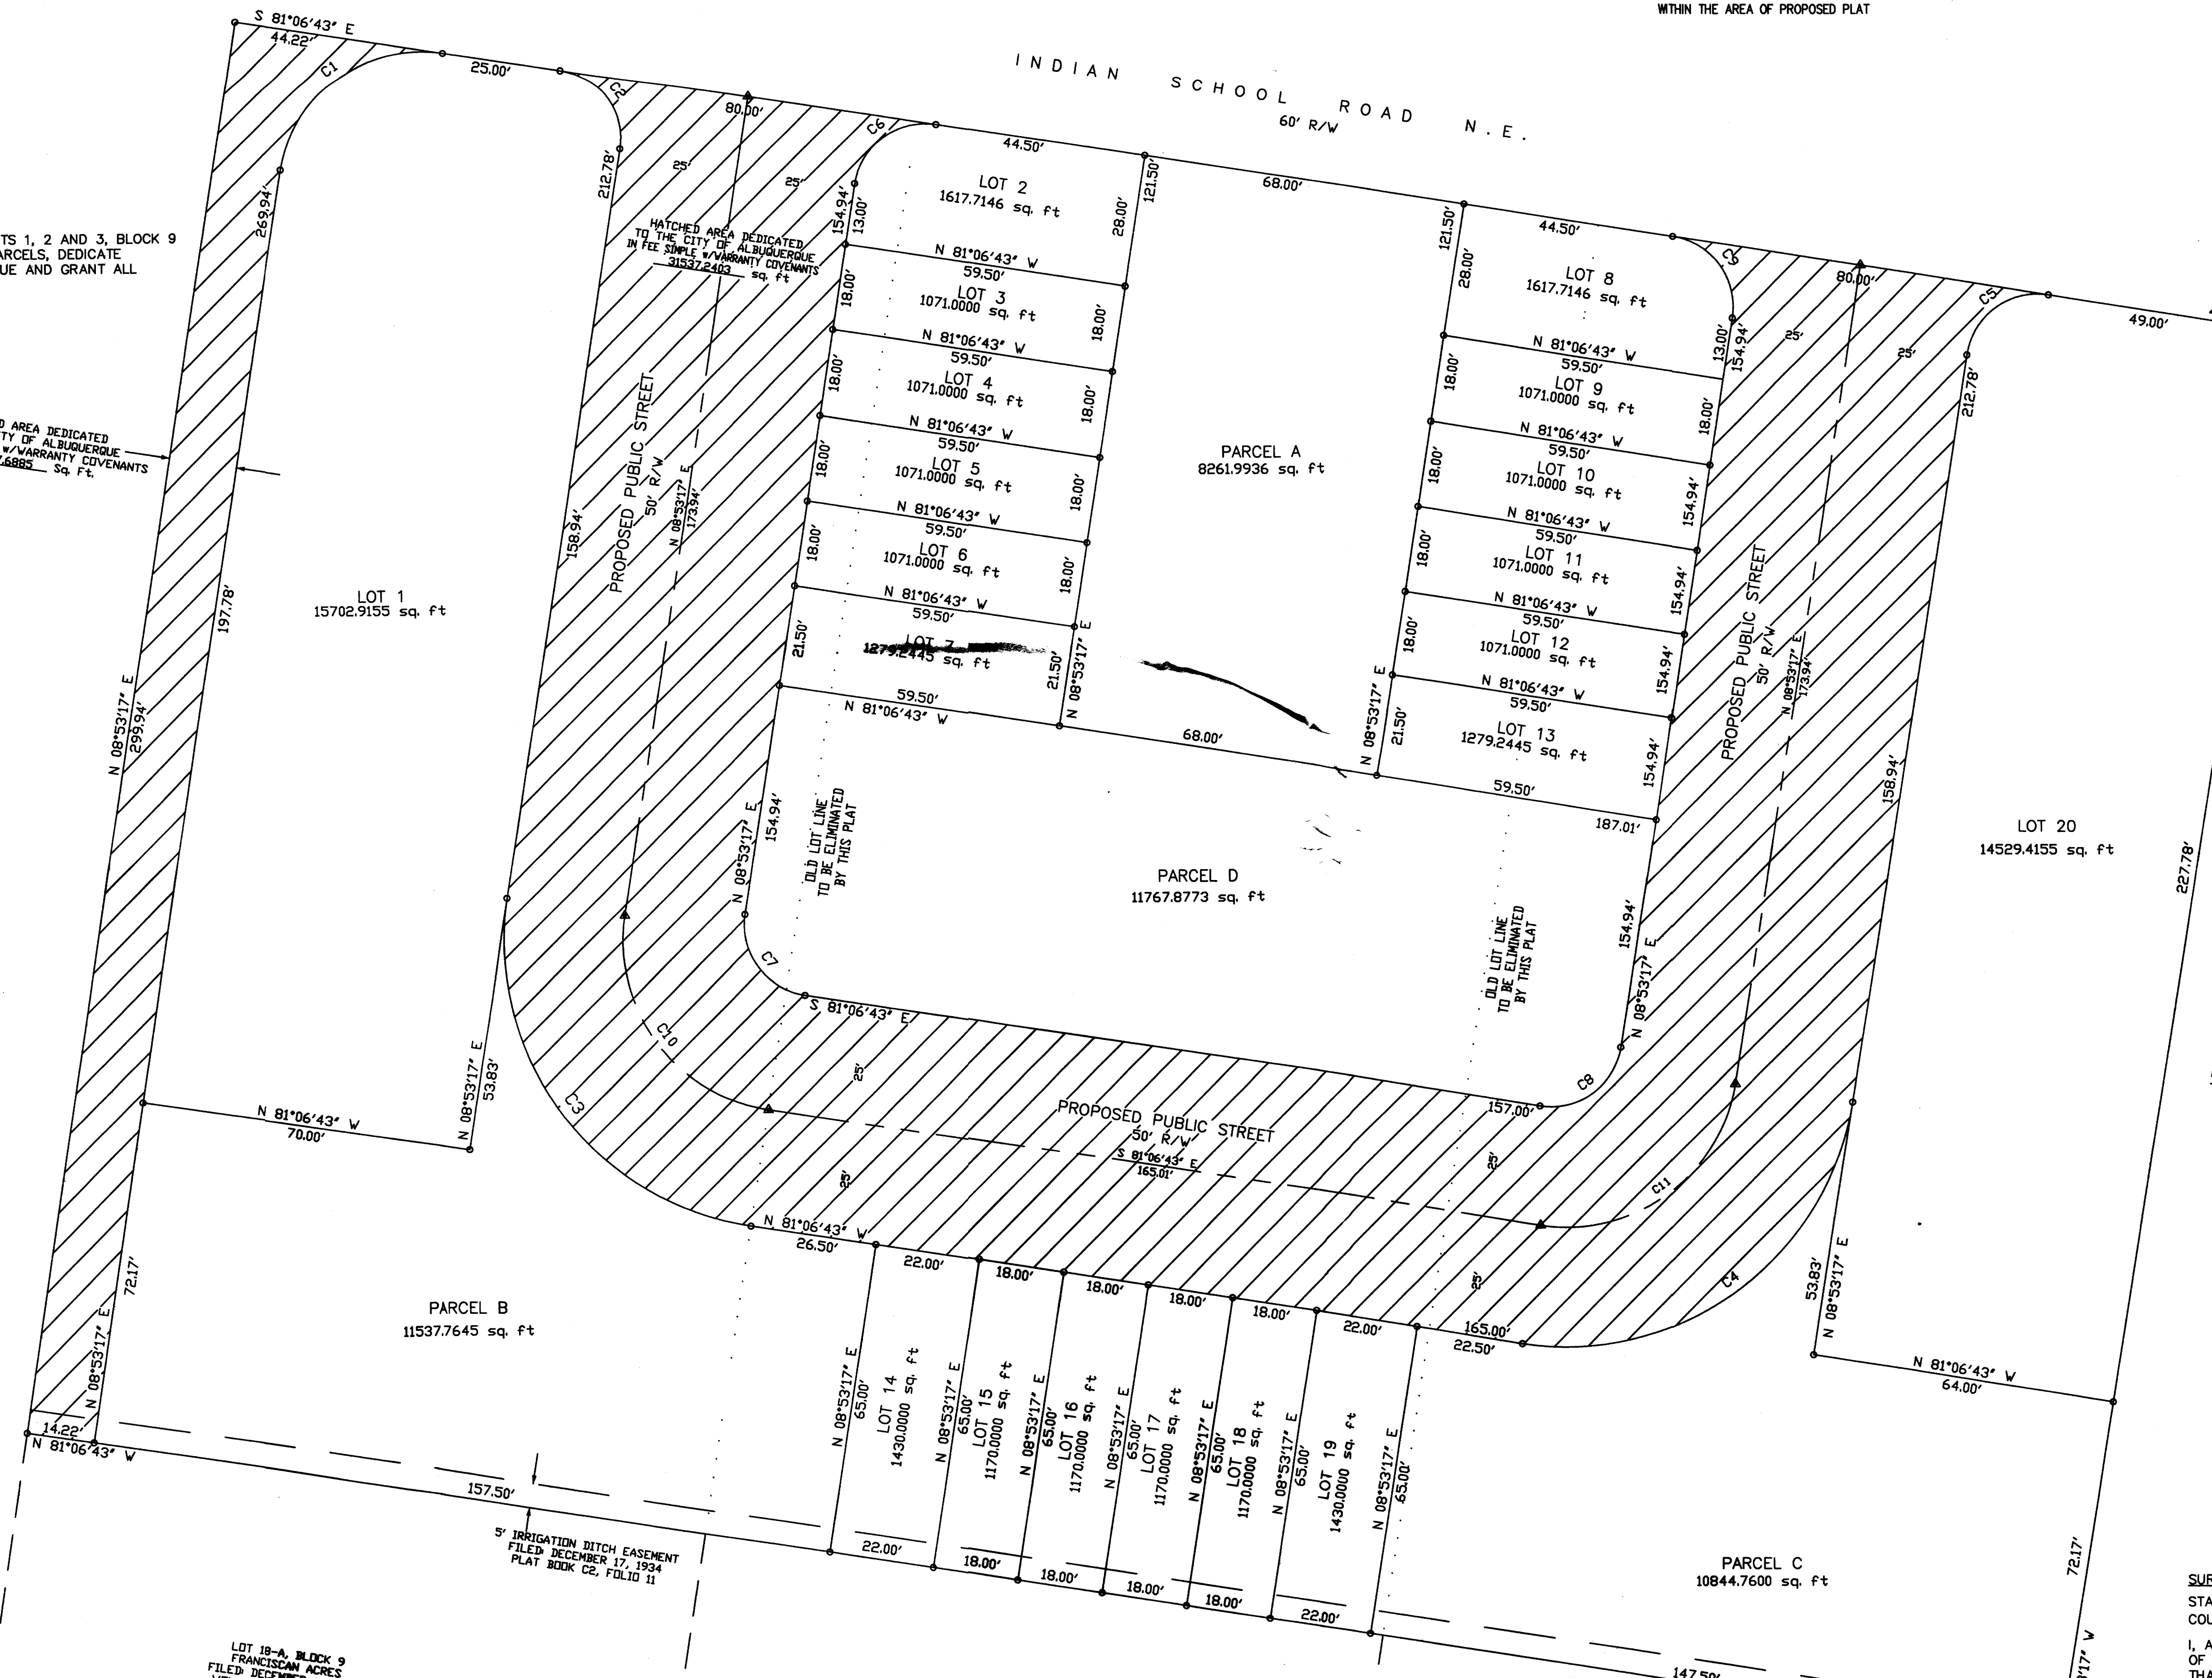 WITHIN THE AREA OF PROPOSED PLAT
INDIAN SCHOOL ROAD N.E.
60' R/W
S 81°06'43" E
44.22'
C1
25.00'
C2
80.00'
C6
44.50'
68.00'
44.50'
C9
80.00'
C5
49.00'
TS 1, 2 AND 3, BLOCK 9
ARCELS, DEDICATE
UE AND GRANT ALL
D AREA DEDICATED
TY OF ALBUQUERQUE
W/WARRANTY COVENANTS
.6885 Sq. Ft.
269.94'
197.78'
N 08°53'17" E
299.94'
LOT 1
15702.9155 sq. ft
212.78'
158.94'
25'
25'
HATCHED AREA DEDICATED
TO THE CITY OF ALBUQUERQUE
IN FEE SIMPLE W/WARRANTY COVENANTS
31537.2403 sq. ft
PROPOSED PUBLIC STREET
50' R/W
N 08°53'17" E
173.94'
154.94'
13.00'
LOT 2
1617.7146 sq. ft
28.00'
121.50'
N 81°06'43" W
59.50'
18.00'
LOT 3
1071.0000 sq. ft
18.00'
N 81°06'43" W
59.50'
18.00'
LOT 4
1071.0000 sq. ft
18.00'
N 81°06'43" W
59.50'
18.00'
LOT 5
1071.0000 sq. ft
18.00'
N 81°06'43" W
59.50'
18.00'
LOT 6
1071.0000 sq. ft
18.00'
N 81°06'43" W
59.50'
21.50'
LOT 7
1279.2445 sq. ft
21.50'
N 08°53'17" E
59.50'
N 81°06'43" W
PARCEL A
8261.9936 sq. ft
68.00'
121.50'
28.00'
LOT 8
1617.7146 sq. ft
13.00'
154.94'
N 81°06'43" W
59.50'
18.00'
LOT 9
1071.0000 sq. ft
18.00'
N 81°06'43" W
59.50'
18.00'
LOT 10
1071.0000 sq. ft
154.94'
N 81°06'43" W
59.50'
18.00'
LOT 11
1071.0000 sq. ft
154.94'
N 81°06'43" W
59.50'
18.00'
LOT 12
1071.0000 sq. ft
154.94'
N 81°06'43" W
59.50'
N 08°53'17" E
21.50'
LOT 13
1279.2445 sq. ft
154.94'
59.50'
187.01'
25'
25'
PROPOSED PUBLIC STREET
50' R/W
N 08°53'17" E
173.94'
212.78'
158.94'
LOT 20
14529.4155 sq. ft
227.78'
N 08°53'17" E
154.94'
OLD LOT LINE
TO BE ELIMINATED
BY THIS PLAT
PARCEL D
11767.8773 sq. ft
OLD LOT LINE
TO BE ELIMINATED
BY THIS PLAT
154.94'
N 08°53'17" E
C7
S 81°06'43" E
C10
C3
25'
25'
PROPOSED PUBLIC STREET
50' R/W
S 81°06'43" E
165.01'
157.00'
C8
25'
C11
25'
C4
N 08°53'17" E
53.83'
N 81°06'43" W
70.00'
53.83'
N 08°53'17" E
N 81°06'43" W
64.00'
N 81°06'43" W
26.50'
22.00'
18.00'
18.00'
18.00'
18.00'
22.00'
165.00'
22.50'
72.17'
N 08°53'17" E
PARCEL B
11537.7645 sq. ft
N 08°53'17" E
65.00'
LOT 14
1430.0000 sq. ft
N 08°53'17" E
65.00'
LOT 15
1170.0000 sq. ft
N 08°53'17" E
65.00'
LOT 16
1170.0000 sq. ft
N 08°53'17" E
65.00'
LOT 17
1170.0000 sq. ft
N 08°53'17" E
65.00'
LOT 18
1170.0000 sq. ft
N 08°53'17" E
65.00'
LOT 19
1430.0000 sq. ft
N 08°53'17" E
65.00'
PARCEL C
10844.7600 sq. ft
72.17'
14.22'
N 81°06'43" W
157.50'
22.00'
18.00'
18.00'
18.00'
18.00'
22.00'
147.50'
5' IRRIGATION DITCH EASEMENT
FILED: DECEMBER 17, 1934
PLAT BOOK C2, FOLIO 11
LOT 18-A, BLOCK 9
FRANCISCAN ACRES
FILED: DECEMBER
SUR
STA
COU
I, A
OF
THA
17" W